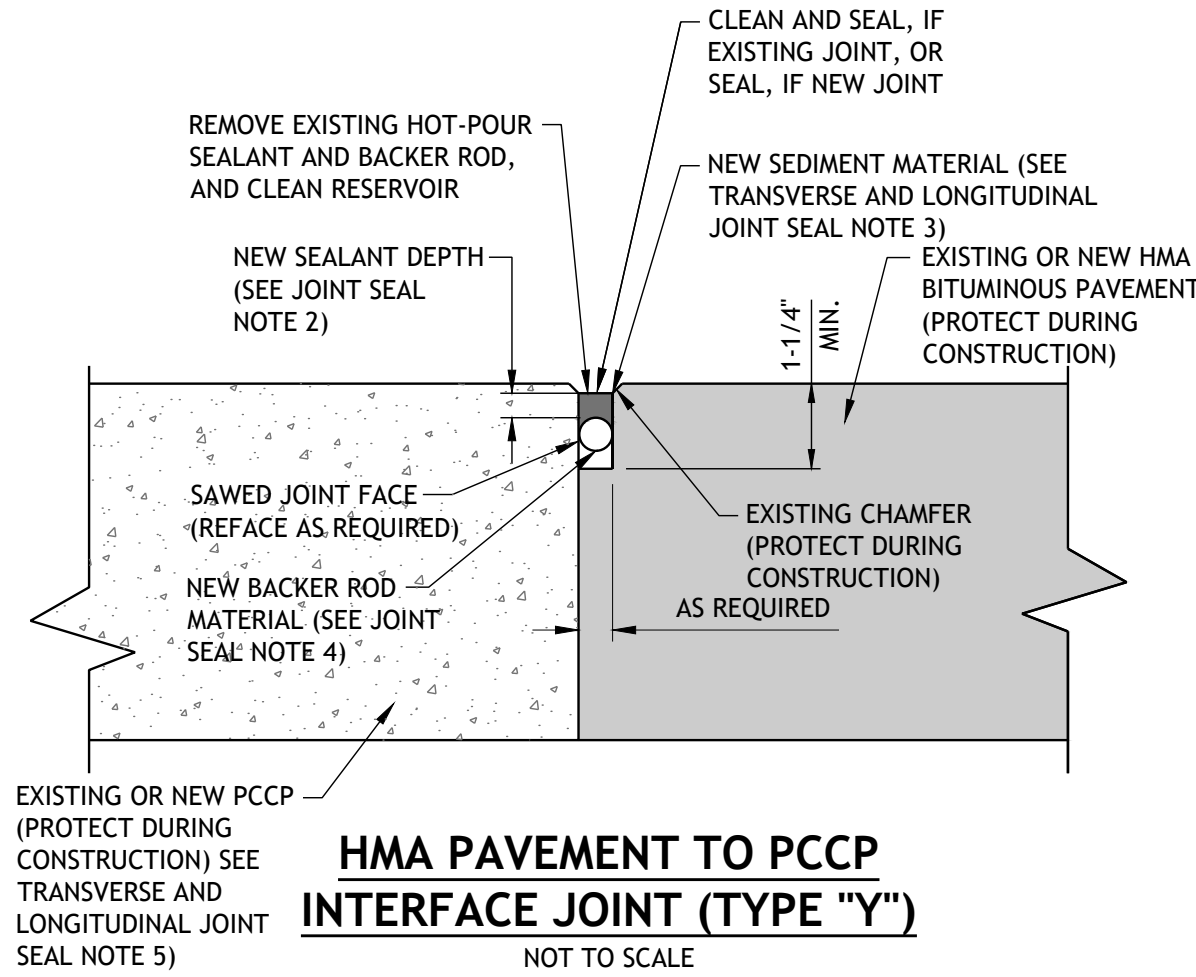 CLEAN AND SEAL, IF
EXISTING JOINT, OR
SEAL, IF NEW JOINT
REMOVE EXISTING HOT-POUR
SEALANT AND BACKER ROD,
AND CLEAN RESERVOIR
NEW SEDIMENT MATERIAL (SEE
TRANSVERSE AND LONGITUDINAL
JOINT SEAL NOTE 3)
NEW SEALANT DEPTH
(SEE JOINT SEAL
NOTE 2)
EXISTING OR NEW HMA
BITUMINOUS PAVEMENT
(PROTECT DURING
CONSTRUCTION)
1-1/4"
MIN.
SAWED JOINT FACE
(REFACE AS REQUIRED)
EXISTING CHAMFER
(PROTECT DURING
CONSTRUCTION)
NEW BACKER ROD
MATERIAL (SEE JOINT
SEAL NOTE 4)
AS REQUIRED
EXISTING OR NEW PCCP
(PROTECT DURING
CONSTRUCTION) SEE
TRANSVERSE AND
LONGITUDINAL JOINT
SEAL NOTE 5)
HMA PAVEMENT TO PCCP
INTERFACE JOINT (TYPE "Y")
NOT TO SCALE